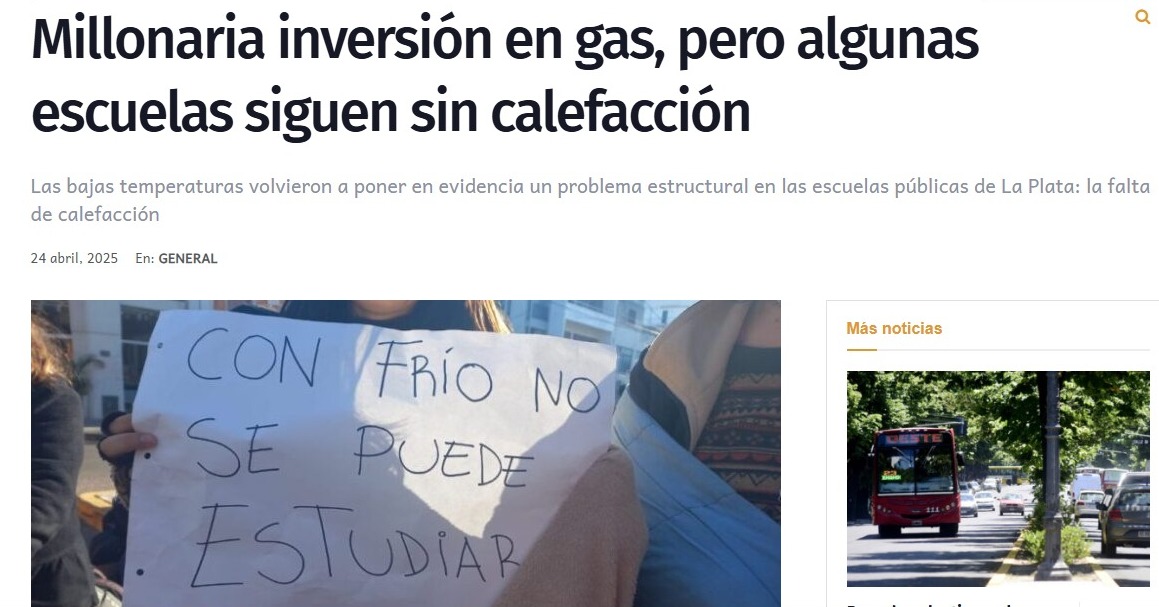 Millonaria inversión en gas, pero algunas
escuelas siguen sin calefacción
Las bajas temperaturas volvieron a poner en evidencia un problema estructural en las escuelas públicas de La Plata: la falta
de calefacción
24 abril, 2025 En: GENERAL
CON FRÍO NO
SE PUEDE
ESTUDIAR
Más noticias
OESTE